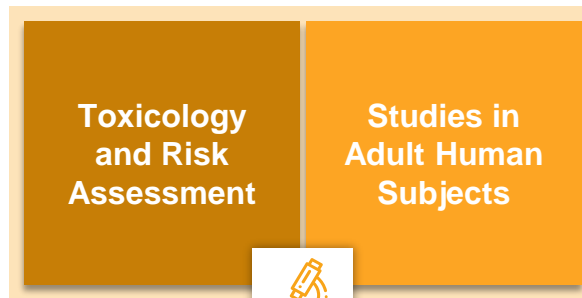 Toxicology
and Risk
Assessment
Studies in
Adult Human
Subjects